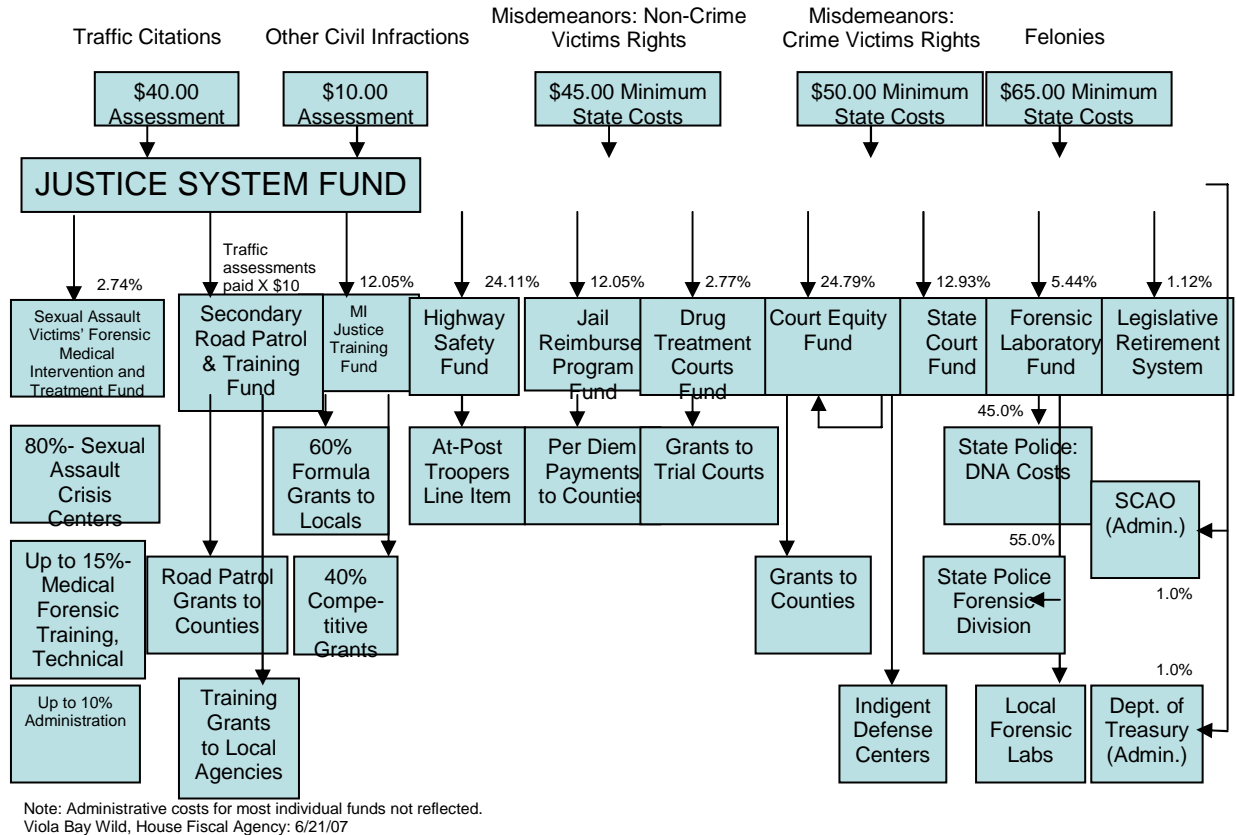 Traffic Citations
Other Civil Infractions
Misdemeanors: Non-Crime
Victims Rights
Misdemeanors:
Crime Victims Rights
Felonies
$40.00
Assessment
$10.00
Assessment
$45.00 Minimum
State Costs
$50.00 Minimum
State Costs
$65.00 Minimum
State Costs
JUSTICE SYSTEM FUND
2.74%
Traffic
assessments
paid X $10
12.05%
24.11%
12.05%
2.77%
24.79%
12.93%
5.44%
1.12%
Sexual Assault
Victims' Forensic
Medical
Intervention and
Treatment Fund
Secondary
Road Patrol
& Training
Fund
MI
Justice
Training
Fund
Highway
Safety
Fund
Jail
Reimburse
Program
Fund
Drug
Treatment
Courts
Fund
Court Equity
Fund
State
Court
Fund
Forensic
Laboratory
Fund
Legislative
Retirement
System
80%- Sexual
Assault
Crisis
Centers
60%
Formula
Grants to
Locals
At-Post
Troopers
Line Item
Per Diem
Payments
to Counties
Grants to
Trial Courts
45.0%
State Police:
DNA Costs
SCAO
(Admin.)
1.0%
Up to 15%-
Medical
Forensic
Training,
Technical
Road Patrol
Grants to
Counties
40%
Compe-
titive
Grants
Grants to
Counties
55.0%
State Police
Forensic
Division
1.0%
Up to 10%
Administration
Training
Grants
to Local
Agencies
Indigent
Defense
Centers
Local
Forensic
Labs
Dept. of
Treasury
(Admin.)
Note: Administrative costs for most individual funds not reflected.
Viola Bay Wild, House Fiscal Agency: 6/21/07